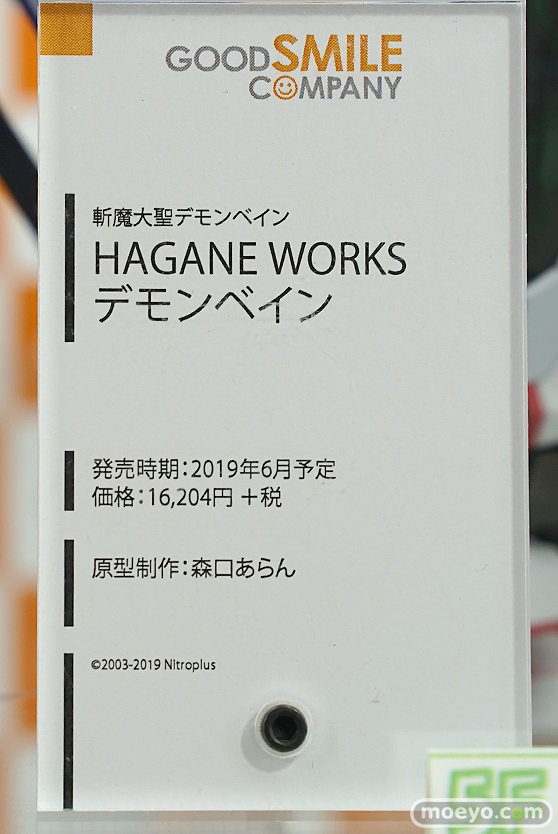 GOODSMILE
COMPANY
斬魔大聖デモンベイン
HAGANE WORKS
デモンベイン
発売時期：2019年6月予定
価格：16,204円 +税
原型制作：森口あらん
©2003-2019 Nitroplus
moeyo.com